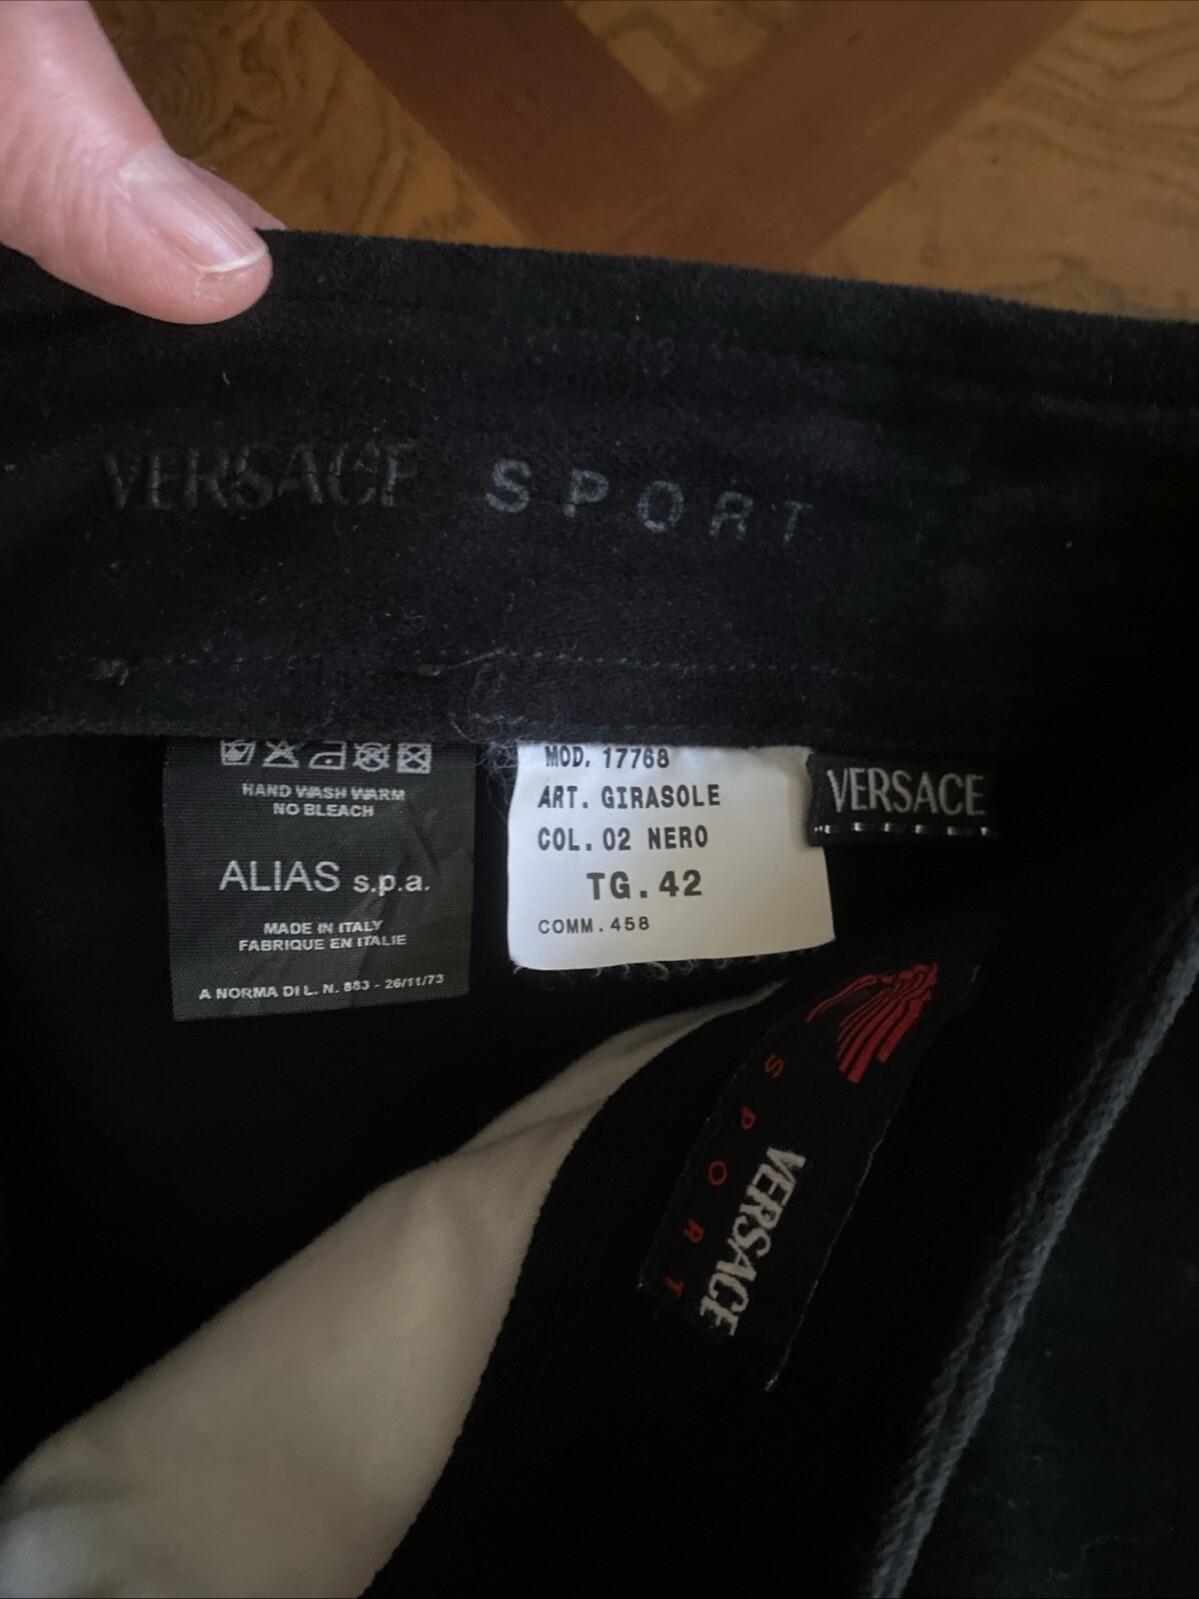 VERSACE SPORT
HAND WASH WARM
NO BLEACH
ALIAS s.p.a.
MADE IN ITALY
FABRIQUE EN ITALIE
A NORMA DI L. N. 883 - 26/11/73
MOD. 17768
ART. GIRASOLE
COL. 02 NERO
TG. 42
COMM. 458
VERSACE
SPORT
VERSACE